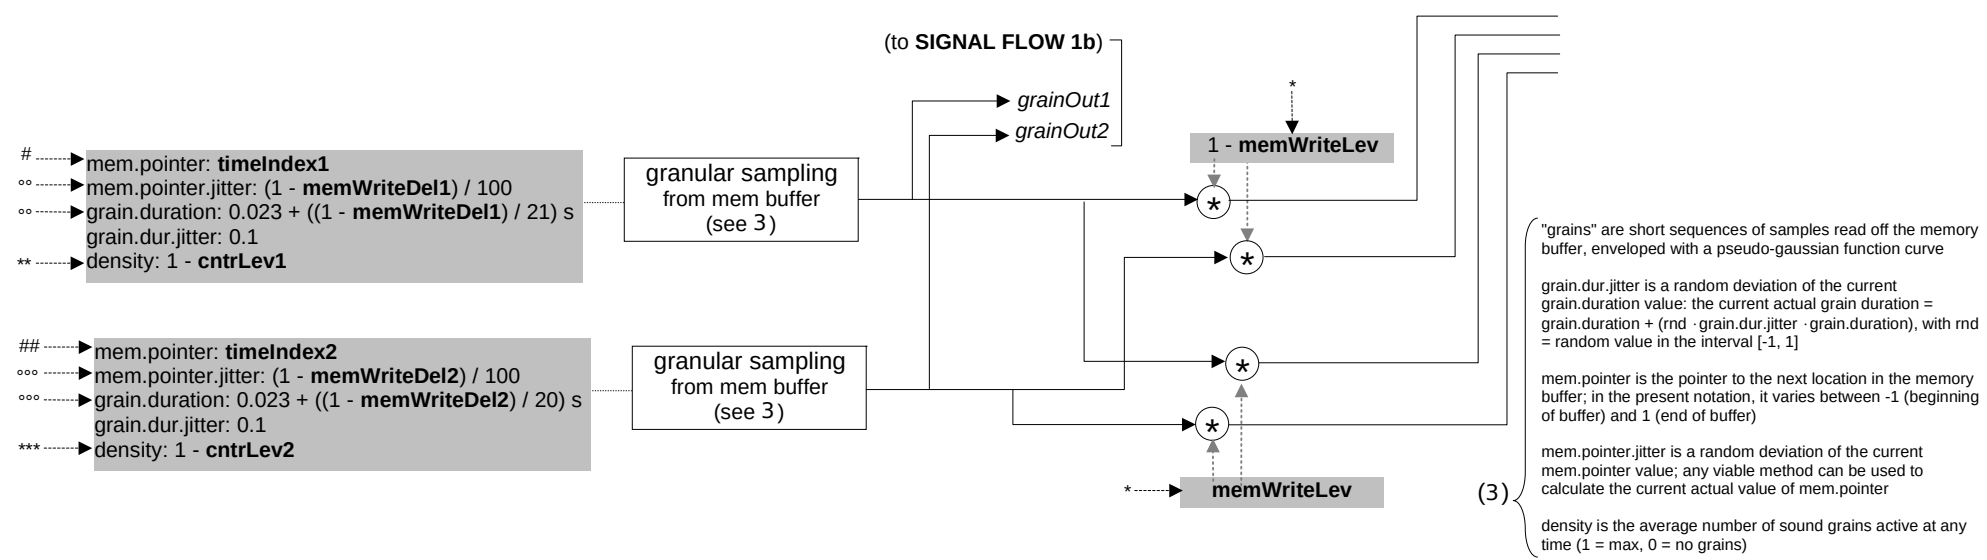 (to SIGNAL FLOW 1b)
grainOut1
grainOut2
*
1 - memWriteLev
#
°°
°°
**
mem.pointer: timeIndex1
mem.pointer.jitter: (1 - memWriteDel1) / 100
grain.duration: 0.023 + ((1 - memWriteDel1) / 21) s
grain.dur.jitter: 0.1
density: 1 - cntrLev1
granular sampling
from mem buffer
(see 3)
*
*
##
°°°
°°°
***
mem.pointer: timeIndex2
mem.pointer.jitter: (1 - memWriteDel2) / 100
grain.duration: 0.023 + ((1 - memWriteDel2) / 20) s
grain.dur.jitter: 0.1
density: 1 - cntrLev2
granular sampling
from mem buffer
(see 3)
*
*
*
memWriteLev
(3)
"grains" are short sequences of samples read off the memory
buffer, enveloped with a pseudo-gaussian function curve
grain.dur.jitter is a random deviation of the current
grain.duration value: the current actual grain duration =
grain.duration + (rnd ·grain.dur.jitter ·grain.duration), with rnd
= random value in the interval [-1, 1]
mem.pointer is the pointer to the next location in the memory
buffer; in the present notation, it varies between -1 (beginning
of buffer) and 1 (end of buffer)
mem.pointer.jitter is a random deviation of the current
mem.pointer value; any viable method can be used to
calculate the current actual value of mem.pointer
density is the average number of sound grains active at any
time (1 = max, 0 = no grains)